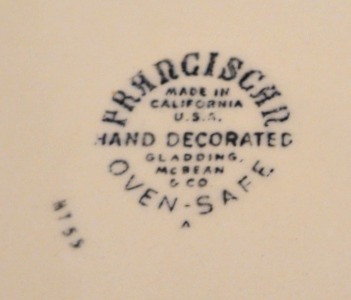 FRANCISCAN
MADE IN
CALIFORNIA
U.S.A.
HAND DECORATED
GLADDING,
McBEAN
& CO.
OVEN-SAFE